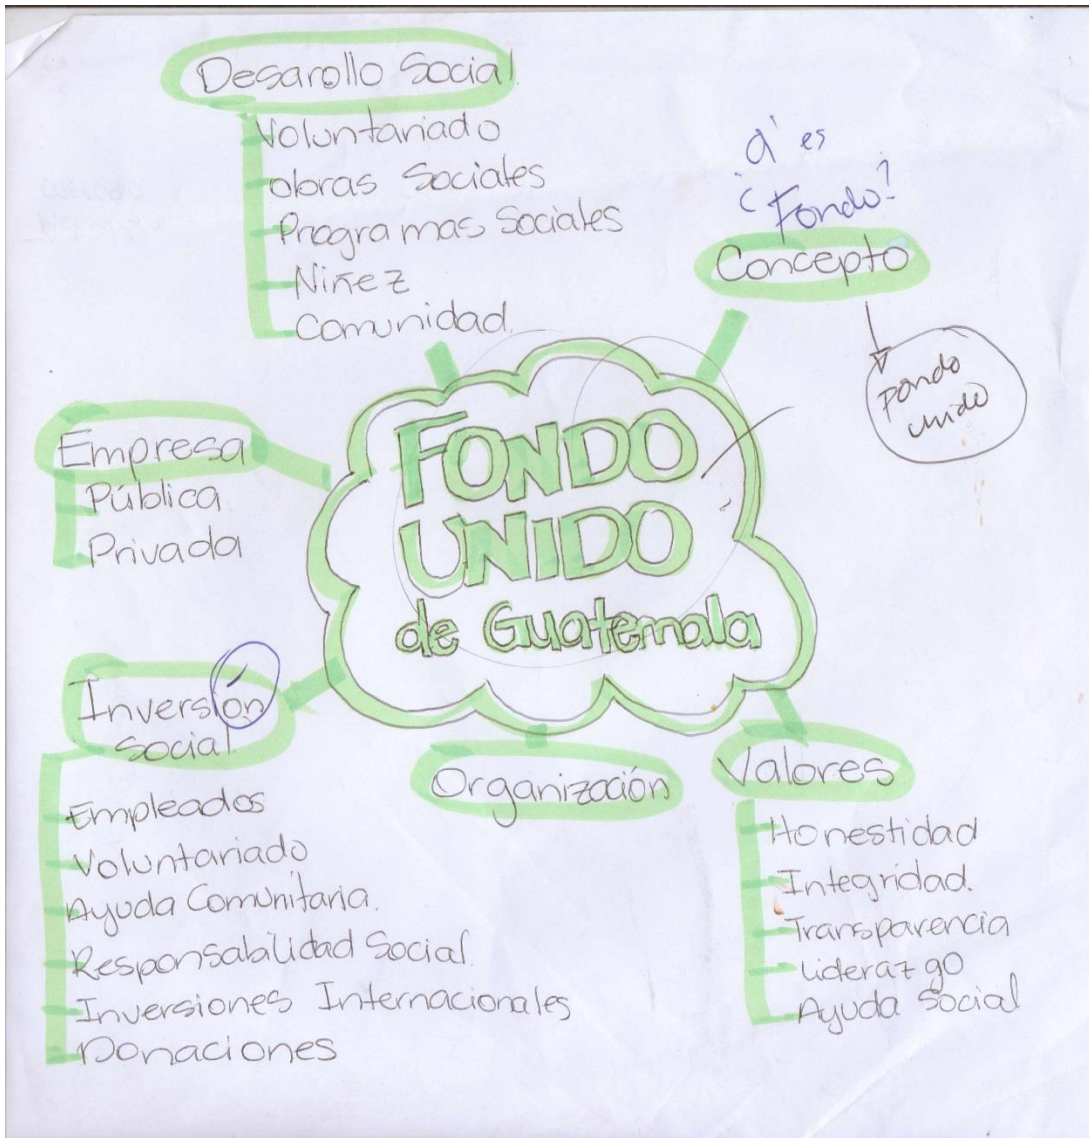 Desarollo Social
Voluntariado
obras Sociales
Programas Sociales
Niñez
Comunidad.
Q' es
¿Fondo?
Concepto
pondo
unido
FONDO
UNIDO
de Guatemala
Empresa
Pública
Privada
Inversión
Social
Empleados
Voluntariado
Ayuda Comunitaria.
Responsabilidad Social.
Inversiones Internacionales
Donaciones
Organización
Valores
Honestidad
Integridad.
Transparencia
Liderazgo
Ayuda Social